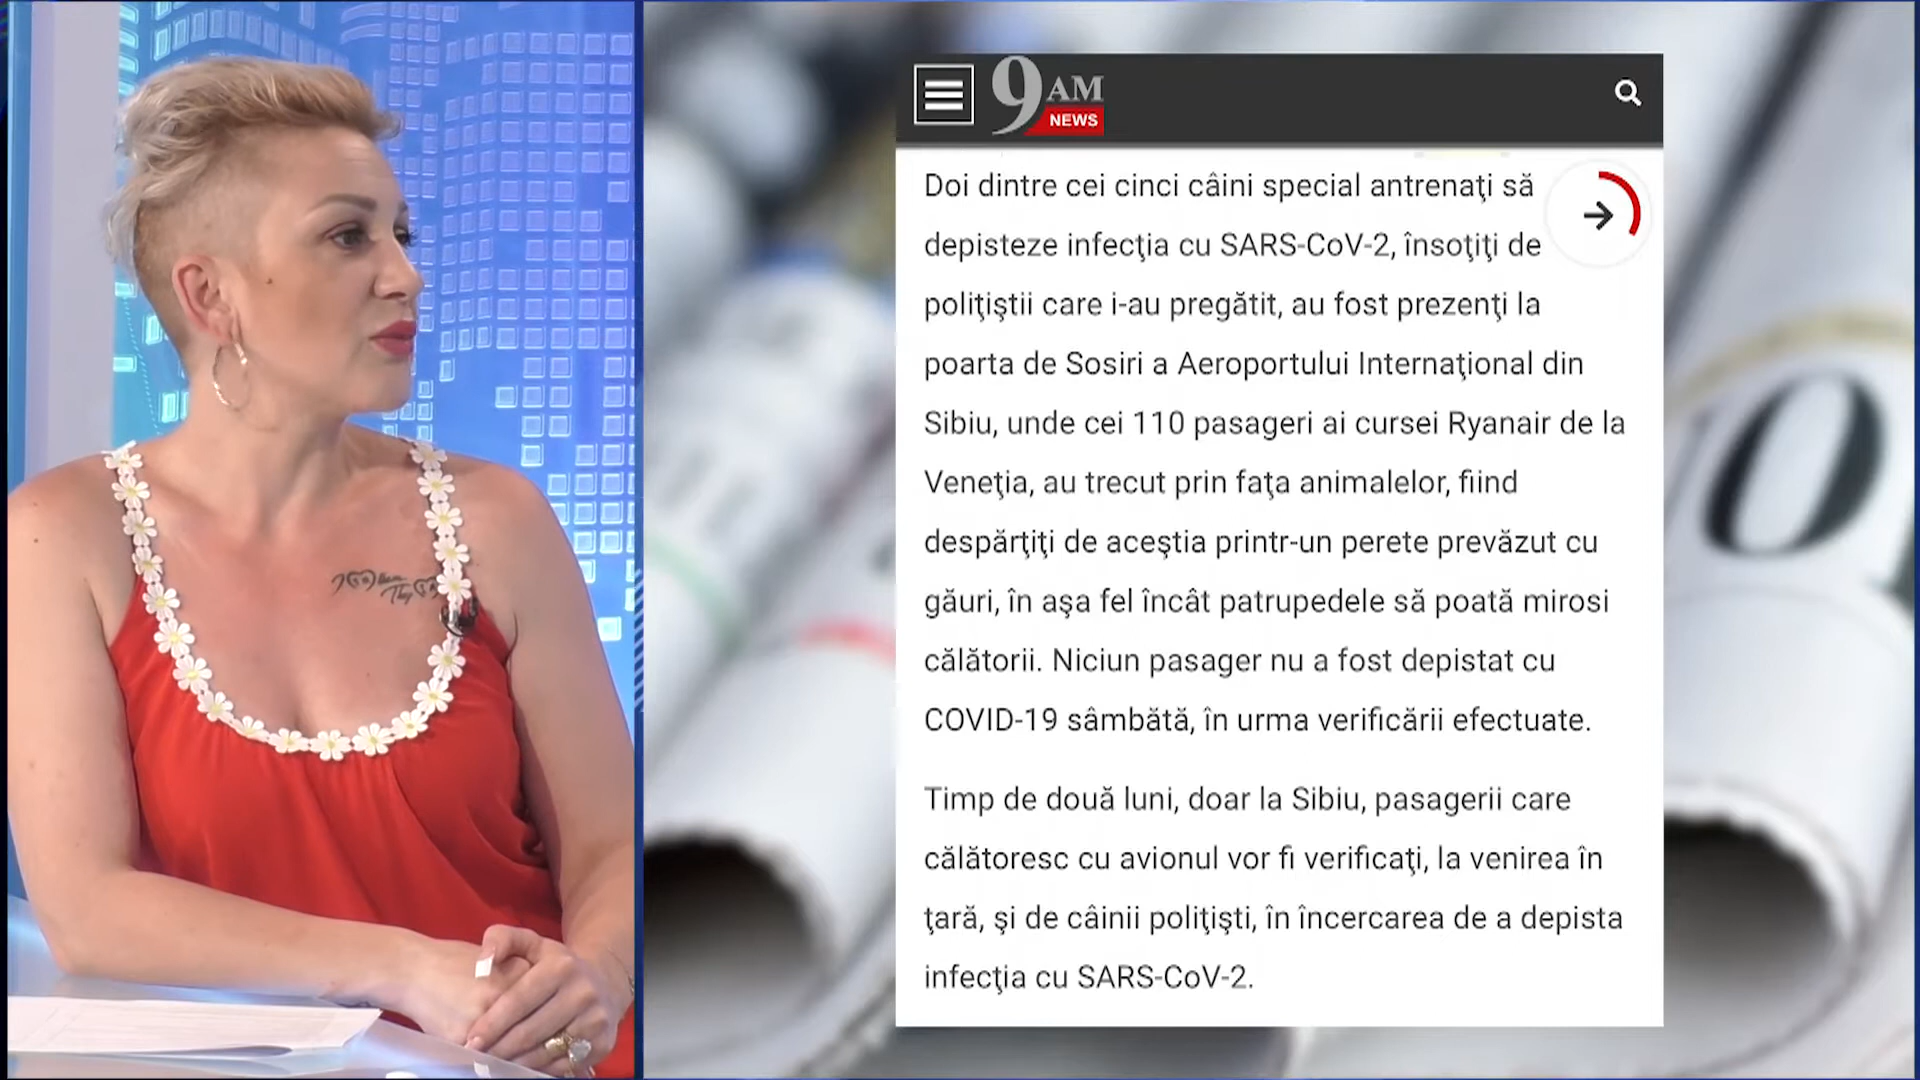 9 AM
NEWS
Doi dintre cei cinci câini special antrenaţi să
depisteze infecţia cu SARS-CoV-2, însoţiţi de
poliţiştii care i-au pregătit, au fost prezenţi la
poarta de Sosiri a Aeroportului Internaţional din
Sibiu, unde cei 110 pasageri ai cursei Ryanair de la
Veneţia, au trecut prin faţa animalelor, fiind
despărţiţi de aceştia printr-un perete prevăzut cu
găuri, în aşa fel încât patrupedele să poată mirosi
călătorii. Niciun pasager nu a fost depistat cu
COVID-19 sâmbătă, în urma verificării efectuate.
Timp de două luni, doar la Sibiu, pasagerii care
călătoresc cu avionul vor fi verificaţi, la venirea în
ţară, şi de câinii poliţişti, în încercarea de a depista
infecţia cu SARS-CoV-2.